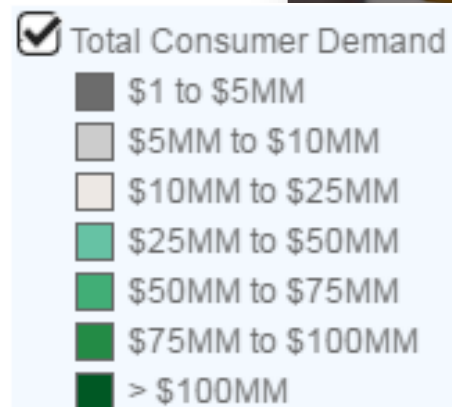 Total Consumer Demand
$1 to $5MM
$5MM to $10MM
$10MM to $25MM
$25MM to $50MM
$50MM to $75MM
$75MM to $100MM
> $100MM